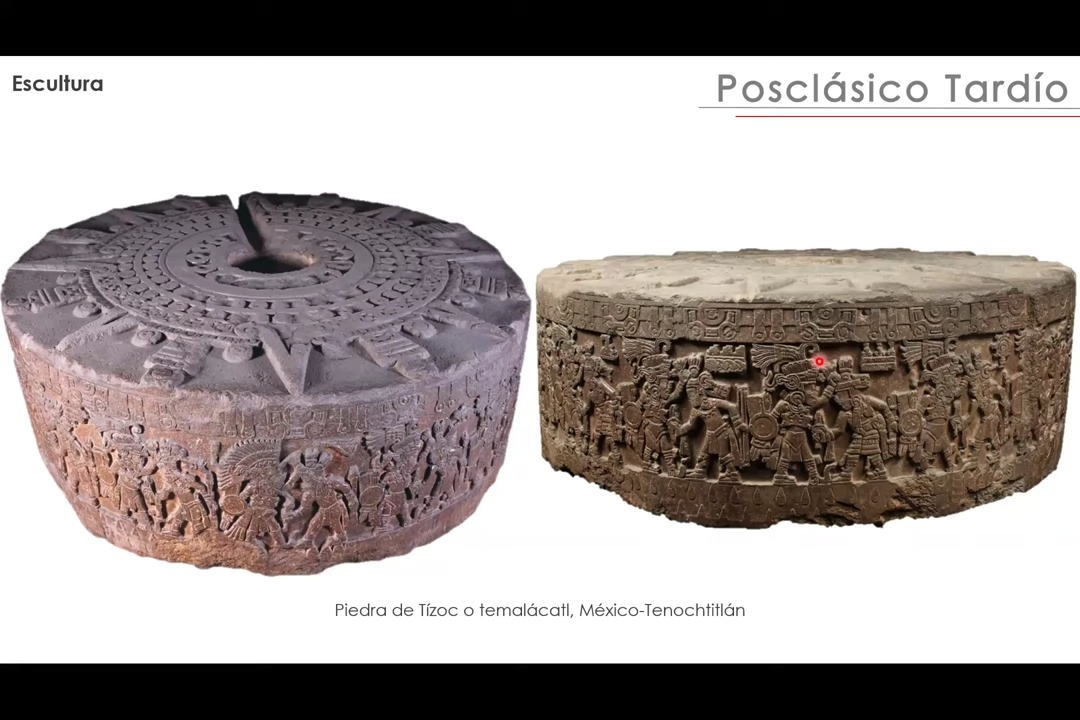 Escultura
Posclásico Tardío
Piedra de Tízoc o temalácatl, México-Tenochtitlán